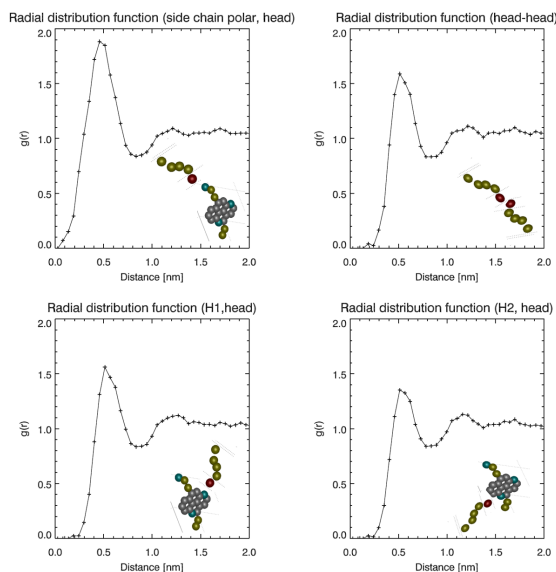 Radial distribution function (side chain polar, head)
2.0
1.5
1.0
0.5
0.0
g(r)
0.0 0.5 1.0 1.5 2.0
Distance [nm]
Radial distribution function (head-head)
2.0
1.5
1.0
0.5
0.0
g(r)
0.0 0.5 1.0 1.5 2.0
Distance [nm]
Radial distribution function (H1,head)
2.0
1.5
1.0
0.5
0.0
g(r)
0.0 0.5 1.0 1.5 2.0
Distance [nm]
Radial distribution function (H2, head)
2.0
1.5
1.0
0.5
0.0
g(r)
0.0 0.5 1.0 1.5 2.0
Distance [nm]